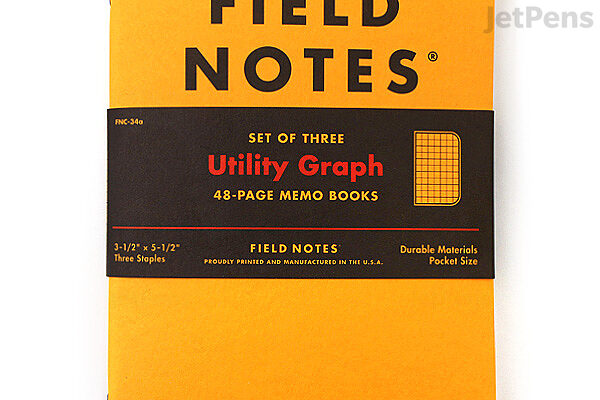 JetPens
FIELD
NOTES®
FNC-34a
SET OF THREE
Utility Graph
48-PAGE MEMO BOOKS
3-1/2" x 5-1/2"
Three Staples
FIELD NOTES®
PROUDLY PRINTED AND MANUFACTURED IN THE U.S.A.
Durable Materials
Pocket Size